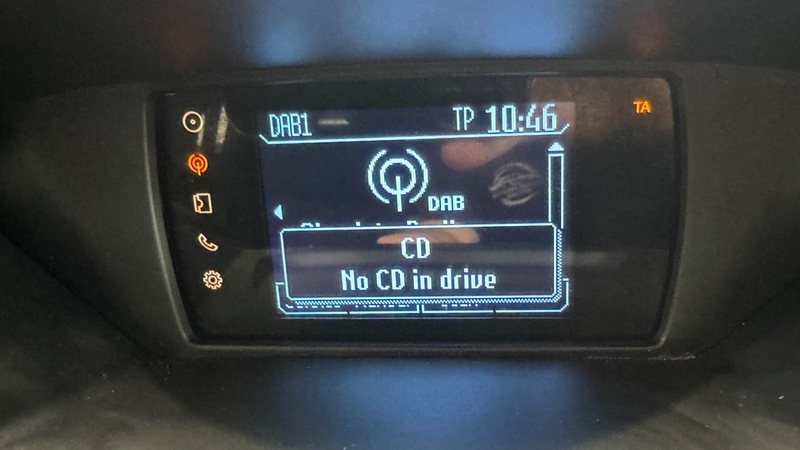 DAB1 TP 10:46 TA
DAB
CD
No CD in drive